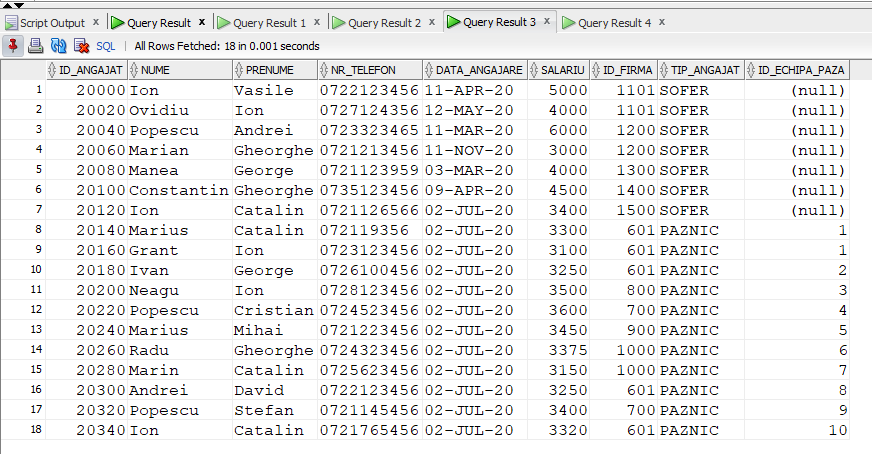 Script Output x Query Result x Query Result 1 x Query Result 2 x Query Result 3 x Query Result 4 x
SQL | All Rows Fetched: 18 in 0.001 seconds
ID_ANGAJAT NUME PRENUME NR_TELEFON DATA_ANGAJARE SALARIU ID_FIRMA TIP_ANGAJAT ID_ECHIPA_PAZA
1 20000 Ion Vasile 0722123456 11-APR-20 5000 1101 SOFER (null)
2 20020 Ovidiu Ion 0727124356 12-MAY-20 4000 1101 SOFER (null)
3 20040 Popescu Andrei 0723323465 11-MAR-20 6000 1200 SOFER (null)
4 20060 Marian Gheorghe 0721213456 11-NOV-20 3000 1200 SOFER (null)
5 20080 Manea George 0721123959 03-MAR-20 4000 1300 SOFER (null)
6 20100 Constantin Gheorghe 0735123456 09-APR-20 4500 1400 SOFER (null)
7 20120 Ion Catalin 0721126566 02-JUL-20 3400 1500 SOFER (null)
8 20140 Marius Catalin 072119356 02-JUL-20 3300 601 PAZNIC 1
9 20160 Grant Ion 0723123456 02-JUL-20 3100 601 PAZNIC 1
10 20180 Ivan George 0726100456 02-JUL-20 3250 601 PAZNIC 2
11 20200 Neagu Ion 0728123456 02-JUL-20 3500 800 PAZNIC 3
12 20220 Popescu Cristian 0724523456 02-JUL-20 3600 700 PAZNIC 4
13 20240 Marius Mihai 0721223456 02-JUL-20 3450 900 PAZNIC 5
14 20260 Radu Gheorghe 0724323456 02-JUL-20 3375 1000 PAZNIC 6
15 20280 Marin Catalin 0725623456 02-JUL-20 3150 1000 PAZNIC 7
16 20300 Andrei David 0722123456 02-JUL-20 3250 601 PAZNIC 8
17 20320 Popescu Stefan 0721145456 02-JUL-20 3400 700 PAZNIC 9
18 20340 Ion Catalin 0721765456 02-JUL-20 3320 601 PAZNIC 10